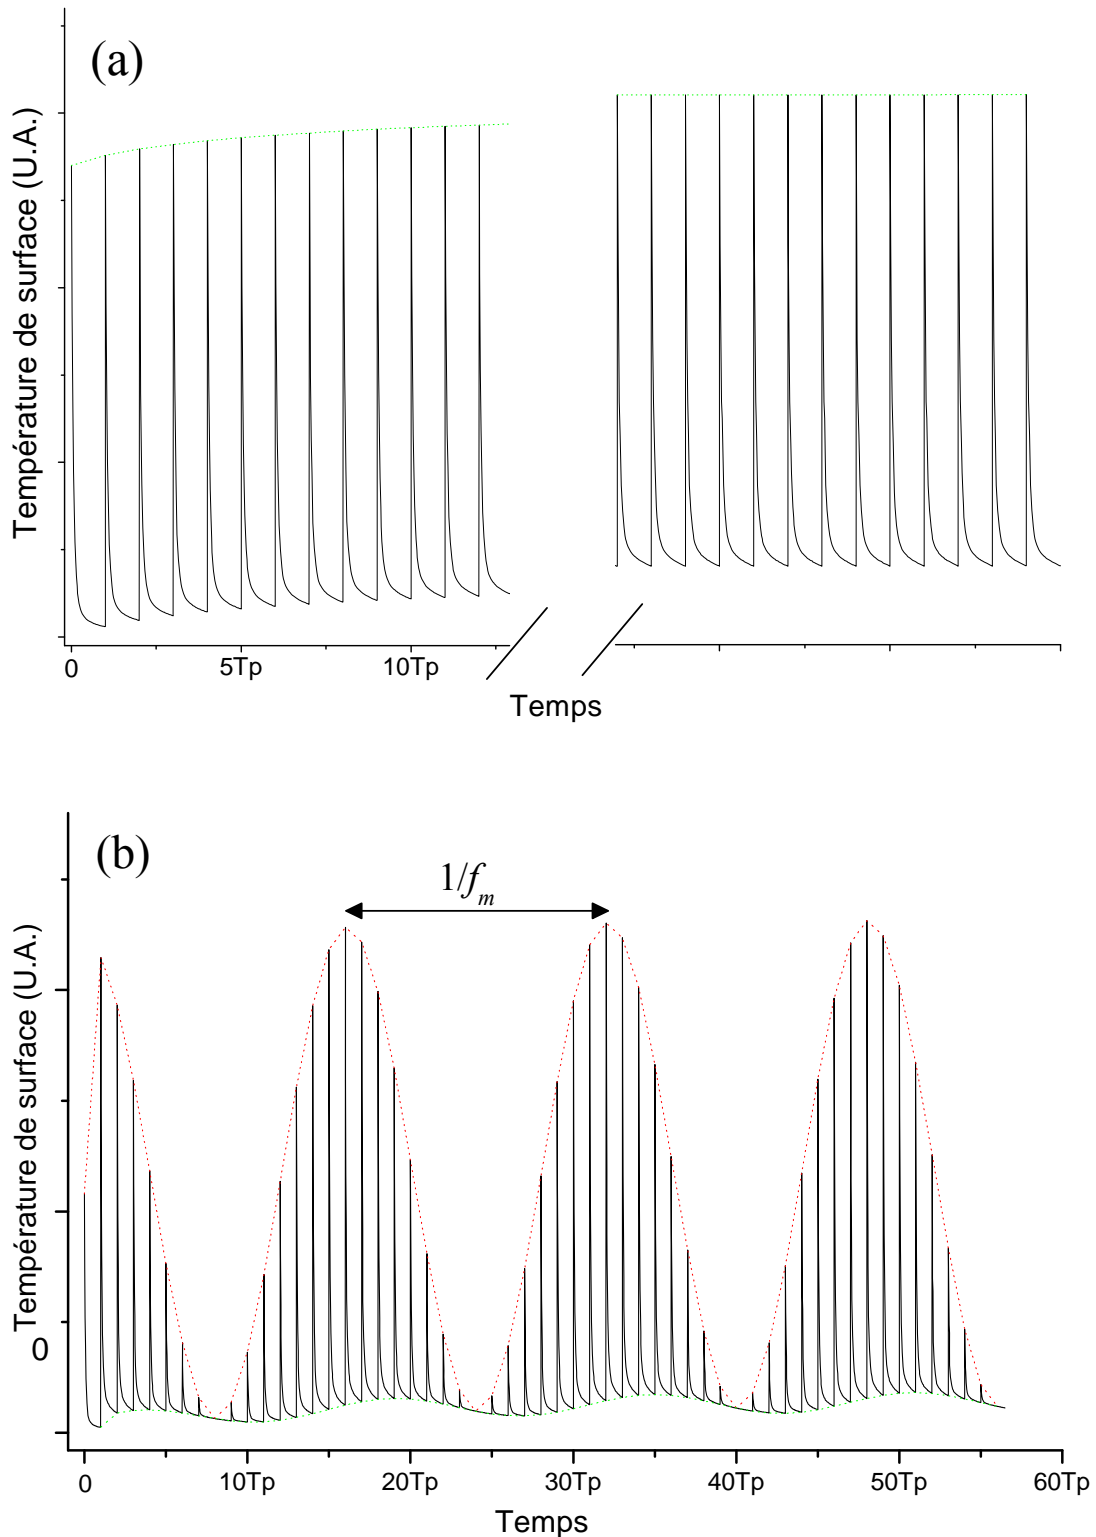 (a)
Température de surface (U.A.)
0
5Tp
10Tp
Temps
(b)
1/fm
Température de surface (U.A.)
0
0
10Tp
20Tp
30Tp
40Tp
50Tp
60Tp
Temps